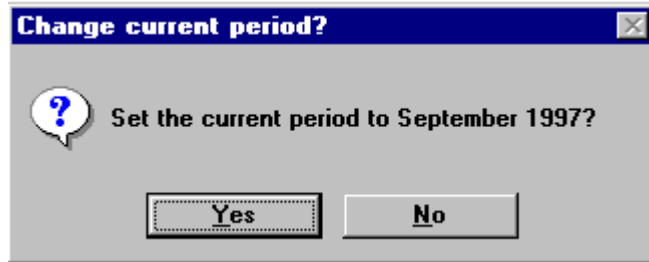 Change current period?
Set the current period to September 1997?
Yes No